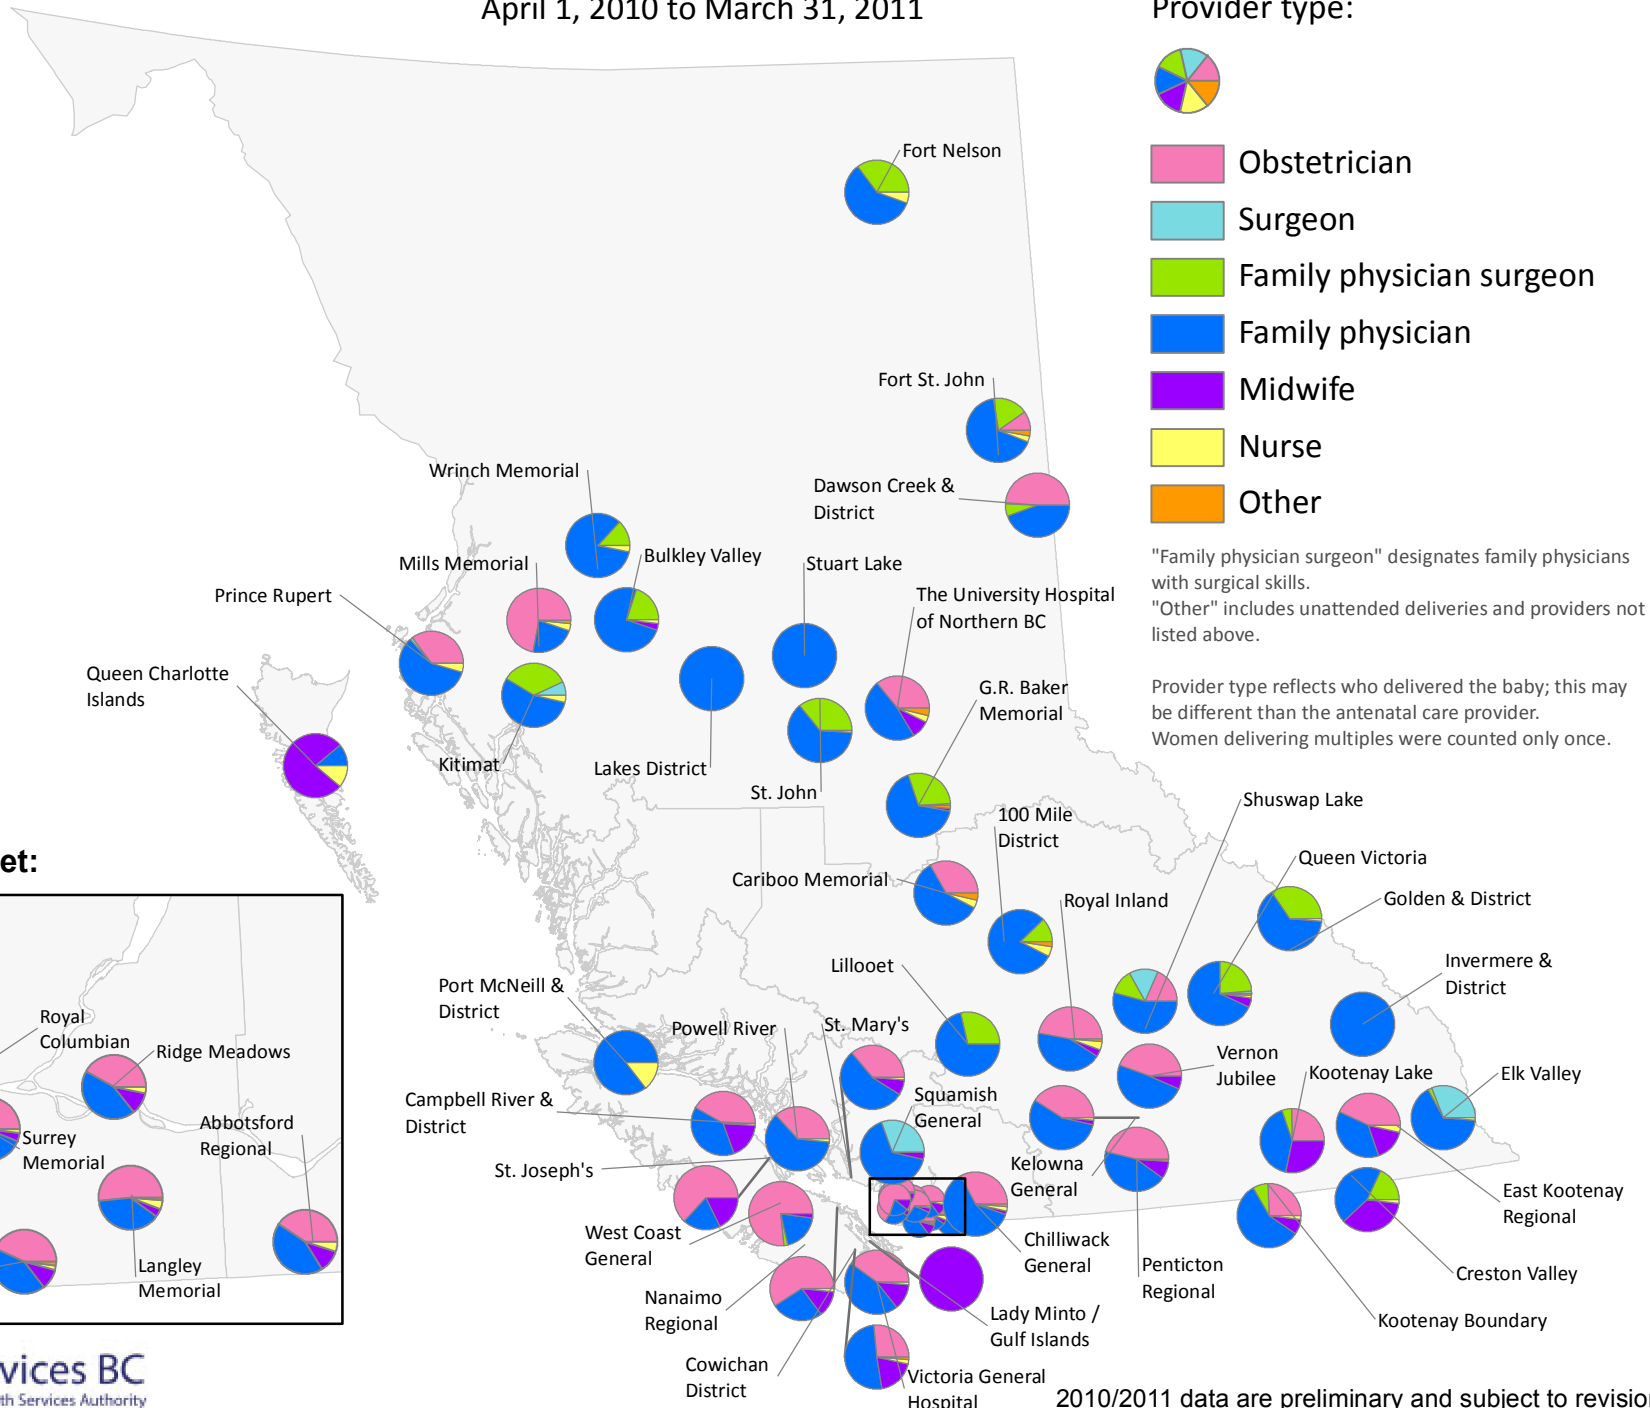 April 1, 2010 to March 31, 2011
Provider type:
Obstetrician
Surgeon
Family physician surgeon
Family physician
Midwife
Nurse
Other
"Family physician surgeon" designates family physicians
with surgical skills.
"Other" includes unattended deliveries and providers not
listed above.
Provider type reflects who delivered the baby; this may
be different than the antenatal care provider.
Women delivering multiples were counted only once.
Fort Nelson
Fort St. John
Dawson Creek &
District
Wrinch Memorial
Bulkley Valley
Mills Memorial
Stuart Lake
Prince Rupert
The University Hospital
of Northern BC
Queen Charlotte
Islands
G.R. Baker
Memorial
Kitimat
Lakes District
St. John
100 Mile
District
Shuswap Lake
Queen Victoria
Cariboo Memorial
Royal Inland
Golden & District
Lillooet
Invermere &
District
Port McNeill &
District
Powell River
St. Mary's
Vernon
Jubilee
Kootenay Lake
Elk Valley
Campbell River &
District
Squamish
General
St. Joseph's
Kelowna
General
East Kootenay
Regional
West Coast
General
Chilliwack
General
Penticton
Regional
Creston Valley
Nanaimo
Regional
Lady Minto /
Gulf Islands
Kootenay Boundary
Cowichan
District
Victoria General
Hospital
et:
Royal
Columbian
Ridge Meadows
Surrey
Memorial
Abbotsford
Regional
Langley
Memorial
vices BC
th Services Authority
2010/2011 data are preliminary and subject to revision